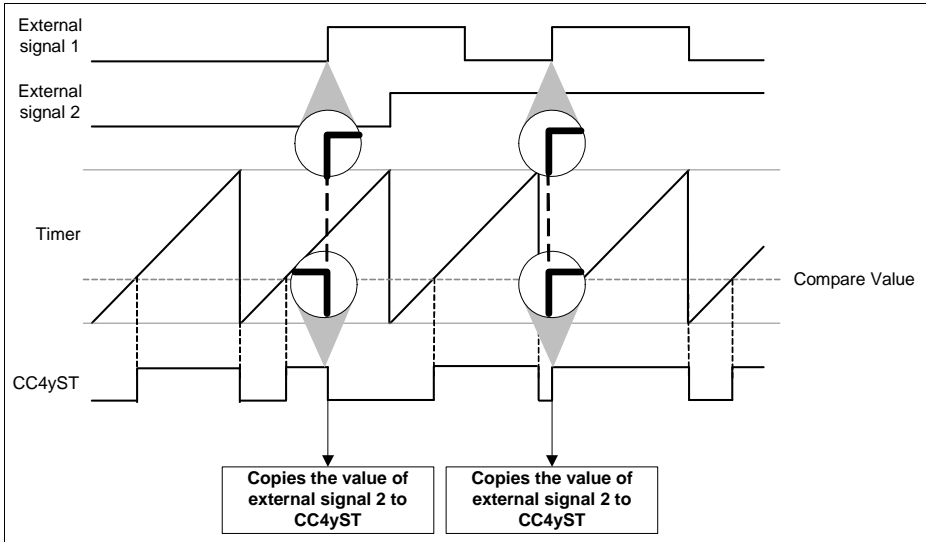 External
signal 1
External
signal 2
Timer
Compare Value
CC4yST
Copies the value of
external signal 2 to
CC4yST
Copies the value of
external signal 2 to
CC4yST